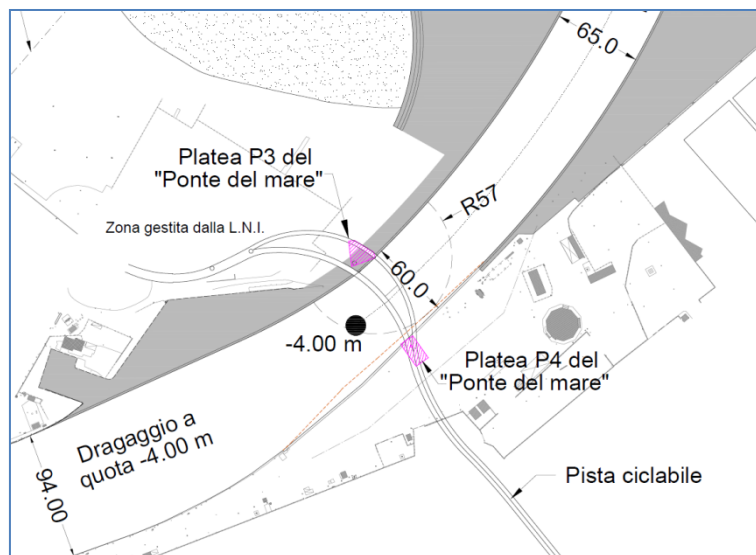 65.0
Platea P3 del
"Ponte del mare"
R57
Zona gestita dalla L.N.I.
60.0
-4.00 m
Platea P4 del
"Ponte del mare"
Dragaggio a
quota -4.00 m
94.00
Pista ciclabile